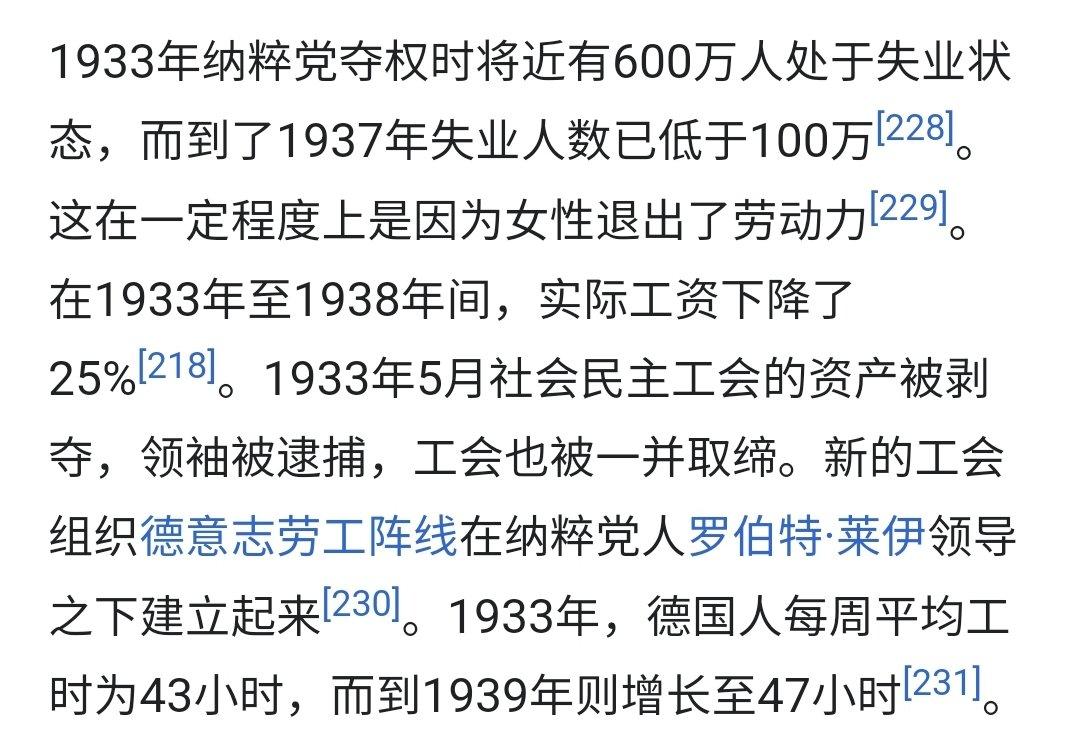 1933年纳粹党夺权时将近有600万人处于失业状
态，而到了1937年失业人数已低于100万[228]。
这在一定程度上是因为女性退出了劳动力[229]。
在1933年至1938年间，实际工资下降了
25%[218]。1933年5月社会民主工会的资产被剥
夺，领袖被逮捕，工会也被一并取缔。新的工会
组织德意志劳工阵线在纳粹党人罗伯特·莱伊领导
之下建立起来[230]。1933年，德国人每周平均工
时为43小时，而到1939年则增长至47小时[231]。